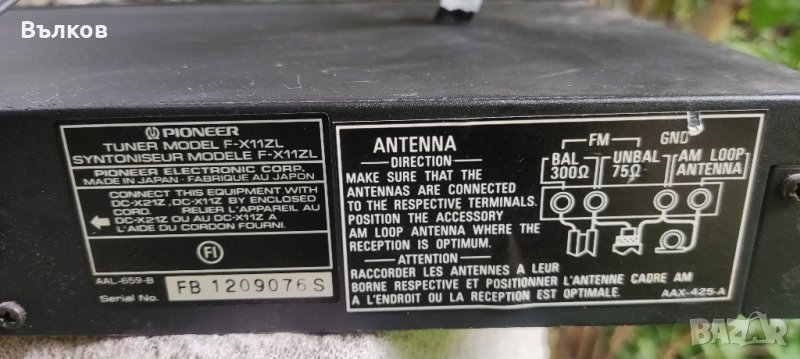 Вълков
PIONEER
TUNER MODEL F-X11ZL
SYNTONISEUR MODELE F-X11ZL
PIONEER ELECTRONIC CORP.
MADE IN JAPAN · FABRIQUE AU JAPON
CONNECT THIS EQUIPMENT WITH
DC-X21Z, DC-X11Z BY ENCLOSED
CORD. RELIER L'APPAREIL AU
DC-X21Z OU AU DC-X11Z A
L'AIDE DU CORDON FOURNI.
FI
AAL-659-B
Serial No. FB 1209076 S
ANTENNA
DIRECTION
MAKE SURE THAT THE
ANTENNAS ARE CONNECTED
TO THE RESPECTIVE TERMINALS.
POSITION THE ACCESSORY
AM LOOP ANTENNA WHERE THE
RECEPTION IS OPTIMUM.
ATTENTION
RACCORDER LES ANTENNES A LEUR
BORNE RESPECTIVE ET POSITIONNER L'ANTENNE CADRE AM
A L'ENDROIT OU LA RECEPTION EST OPTIMALE.
FM GND
BAL UNBAL AM LOOP
300Ω 75Ω ANTENNA
AAX-425-A
BAZAR.bg